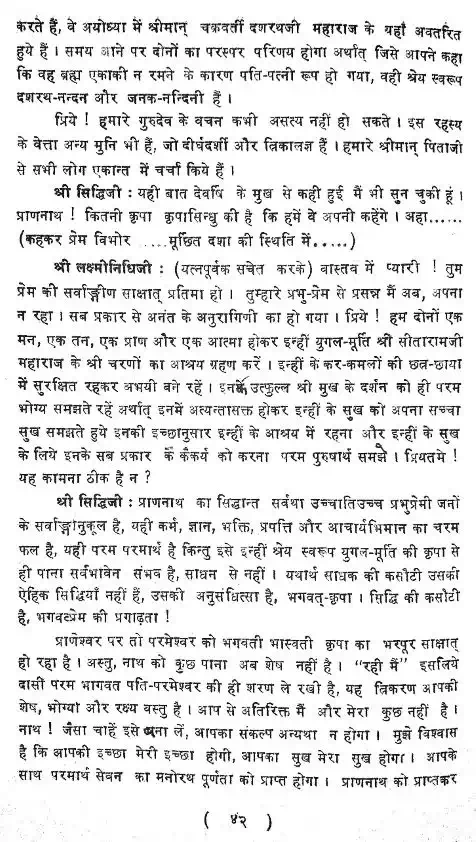 करते हैं, वे अयोध्या में श्रीमान् चक्रवर्ती दशरथजी महाराज के यहाँ अवतरित
हुये हैं । समय आने पर दोनों का परस्पर परिणय होगा अर्थात् जिसे आपने कहा
कि वह ब्रह्म एकाकी न रमने के कारण पति-पत्नी रूप हो गया, वही श्रेय स्वरूप
दशरथ-नन्दन और जनक-नन्दिनी हैं ।
प्रिये ! हमारे गुरुदेव के वचन कभी असत्य नहीं हो सकते । इस रहस्य
के वेत्ता अन्य मुनि भी हैं, जो दीर्घदर्शी और त्रिकालज्ञ हैं । हमारे श्रीमान् पिताजी
से सभी लोग एकान्त में चर्चा किये हैं ।
श्री सिद्धिजी : यही बात देवर्षि के मुख से कही हुई मैं भी सुन चुकी हूं ।
प्राणनाथ ! कितनी कृपा कृपासिन्धु की है कि हमें वे अपनी कहेंगे । अहा......
(कहकर प्रेम विभोर .....मूर्छित दशा की स्थिति में.....)
श्री लक्ष्मीनिधिजी : (यत्नपूर्वक सचेत करके) वास्तव में प्यारी ! तुम
प्रेम की सर्वाङ्गीण साक्षात् प्रतिमा हो । तुम्हारे प्रभु-प्रेम से प्रसन्न मैं अब, अपना
न रहा । सब प्रकार से अनंत के अनुरागिणी का हो गया । प्रिये ! हम दोनों एक
मन, एक तन, एक प्राण और एक आत्मा होकर इन्हीं युगल-मूर्ति श्री सीतारामजी
महाराज के श्री चरणों का आश्रय ग्रहण करें । इन्हीं के कर-कमलों की छत्र-छाया
में सुरक्षित रहकर अभयी बने रहें । इनके उत्फुल्ल श्री मुख के दर्शन को ही परम
भोग्य समझते रहें अर्थात् इनमें अत्यन्तासक्त होकर इन्हीं के सुख को अपना सच्चा
सुख समझते हुये इनकी इच्छानुसार इन्हीं के आश्रय में रहना और इन्हीं के सुख
के लिये इनके सब प्रकार के कैंकर्य को करना परम पुरुषार्थ समझें । प्रियतमे !
यह कामना ठीक है न ?
श्री सिद्धिजी : प्राणनाथ का सिद्धान्त सर्वथा उच्चातिउच्च प्रभुप्रेमी जनों
के सर्वाङ्गानुकूल है, यही कर्म, ज्ञान, भक्ति, प्रपत्ति और आचार्यभिमान का चरम
फल है, यही परम परमार्थ है किन्तु इसे इन्हीं श्रेय स्वरूप युगल-मूर्ति की कृपा से
ही पाना सर्वभावेन संभव है, साधन से नहीं । यथार्थ साधक की कसौटी उसकी
ऐहिक सिद्धियाँ नहीं हैं, उसकी अनुसंधित्सा है, भगवत्-कृपा । सिद्धि की कसौटी
है, भगवत्प्रेम की प्रगाढ़ता !
प्राणेश्वर पर तो परमेश्वर को भगवती भास्वती कृपा का भरपूर साक्षात्
हो रहा है । अस्तु, नाथ को कुछ पाना अब शेष नहीं है । "रही मैं" इसलिये
दासी परम भागवत पति-परमेश्वर की ही शरण ले रखी है, यह त्रिकरण आपकी
शेष, भोग्या और रक्ष्य वस्तु है । आप से अतिरिक्त मैं और मेरा कुछ नहीं है ।
नाथ ! जैसा चाहें इसे बना लें, आपका संकल्प अन्यथा न होगा । मुझे विश्वास
है कि आपकी इच्छा मेरी इच्छा होगी, आपका सुख मेरा सुख होगा । आपके
साथ परमार्थ सेवन का मनोरथ पूर्णता को प्राप्त होगा । प्राणनाथ को प्राप्तकर
( ४२ )